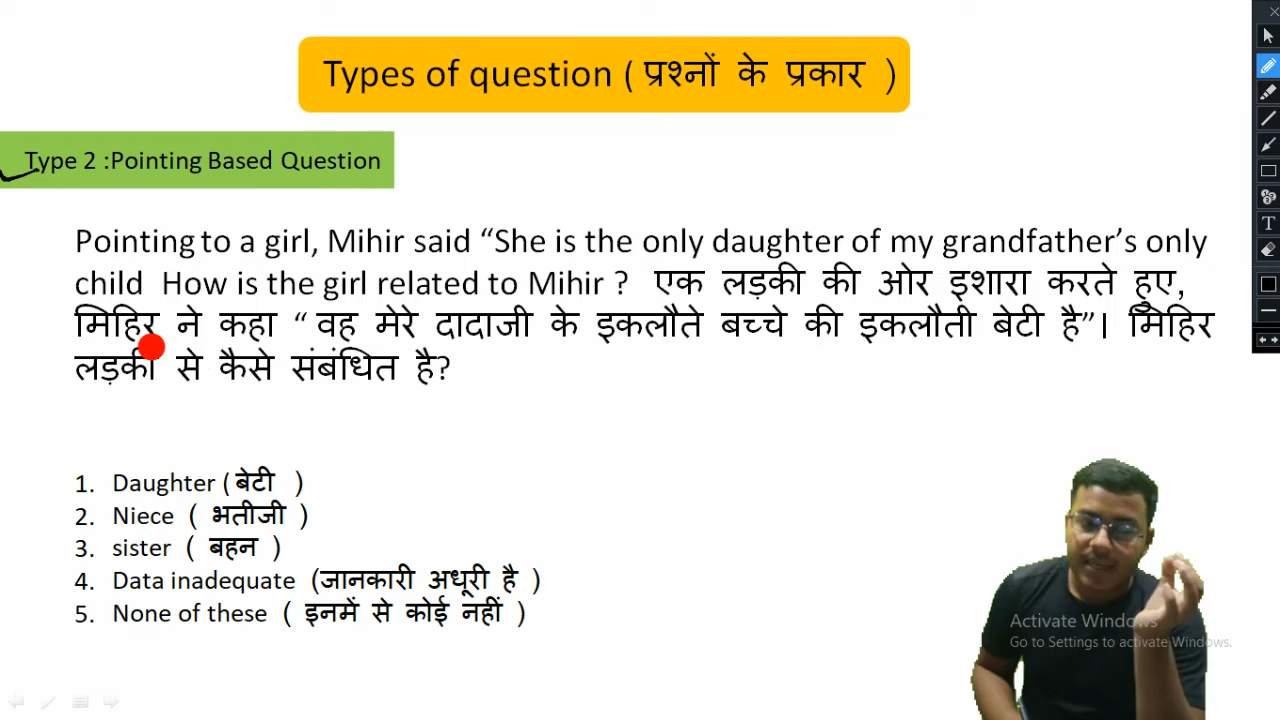 Types of question ( प्रश्नों के प्रकार )
Type 2 :Pointing Based Question
Pointing to a girl, Mihir said “She is the only daughter of my grandfather’s only
child How is the girl related to Mihir ? एक लड़की की ओर इशारा करते हुए,
मिहिर ने कहा “ वह मेरे दादाजी के इकलौते बच्चे की इकलौती बेटी है”। मिहिर
लड़की से कैसे संबंधित है?
1. Daughter ( बेटी )
2. Niece ( भतीजी )
3. sister ( बहन )
4. Data inadequate (जानकारी अधूरी है )
5. None of these ( इनमें से कोई नहीं )
Activate Windows
Go to Settings to activate Windows.